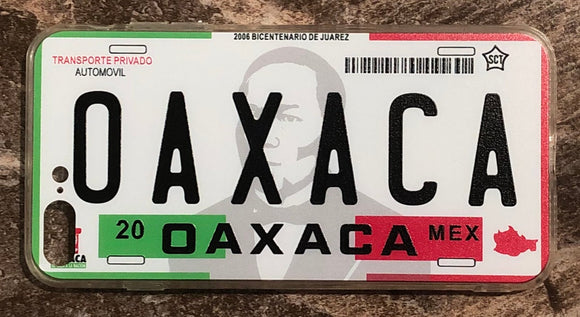 2006 BICENTENARIO DE JUAREZ
TRANSPORTE PRIVADO
AUTOMOVIL
SCT
OAXACA
20 OAXACA MEX